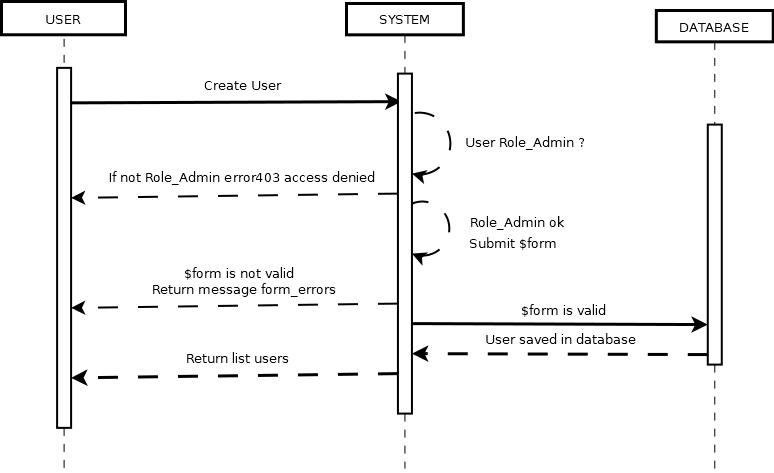 USER
SYSTEM
DATABASE
Create User
User Role_Admin ?
If not Role_Admin error403 access denied
Role_Admin ok
Submit $form
$form is not valid
Return message form_errors
$form is valid
User saved in database
Return list users